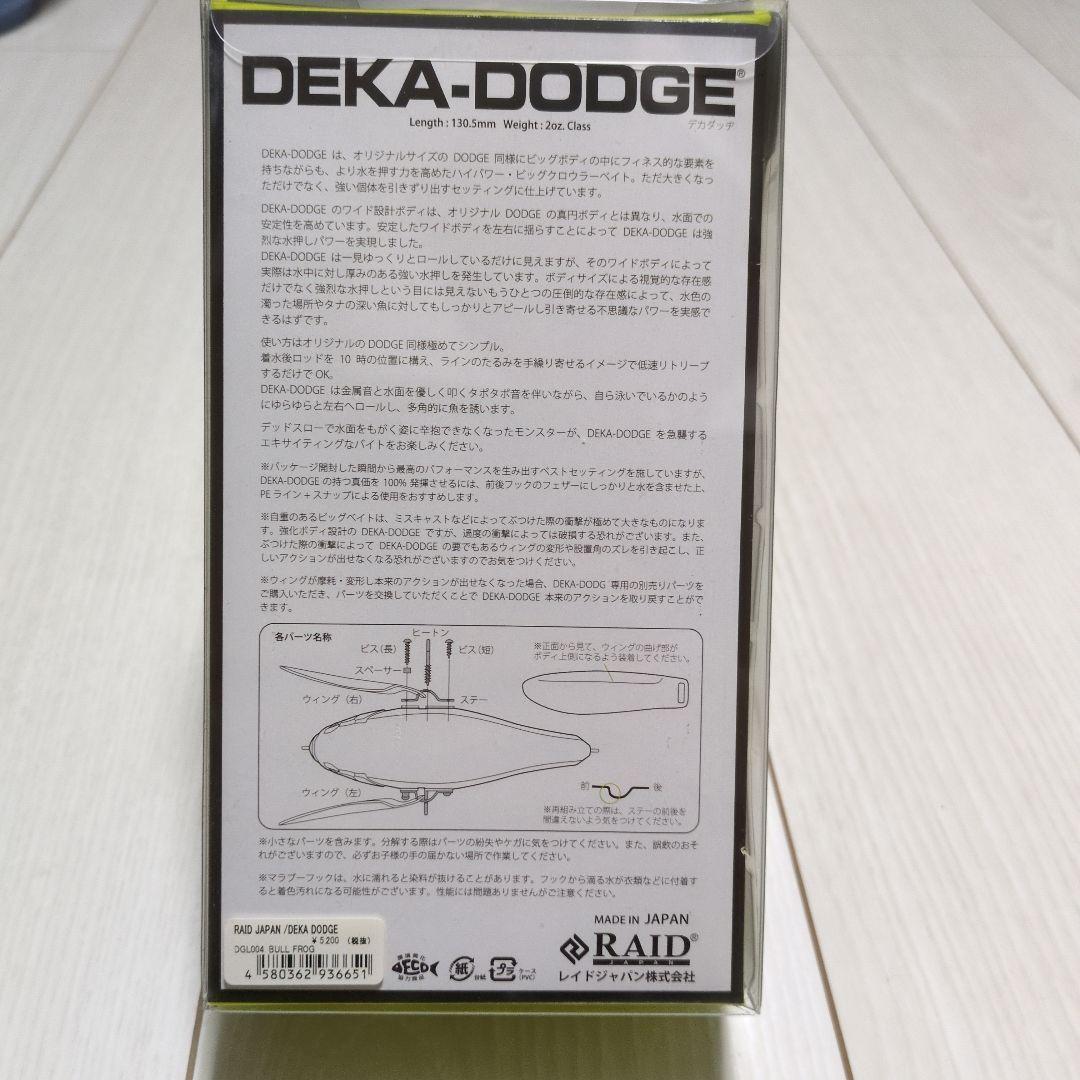 DEKA-DODGE®
Length : 130.5mm Weight : 2oz. Class
デカダッヂ
DEKA-DODGE は、オリジナルサイズの DODGE 同様にビッグボディの中にフィネス的な要素を
持ちながらも、より水を押す力を高めたハイパワー・ビッグクロウラーベイト。ただ大きくなっ
ただけでなく、強い個体を引きずり出すセッティングに仕上げています。
DEKA-DODGE のワイド設計ボディは、オリジナル DODGE の真円ボディとは異なり、水面での
安定性を高めています。安定したワイドボディを左右に揺らすことによって DEKA-DODGE は強
烈な水押しパワーを実現しました。
DEKA-DODGE は一見ゆっくりとロールしているだけに見えますが、そのワイドボディによって
実際は水中に対し厚みのある強い水押しを発生しています。ボディサイズによる視覚的な存在感
だけでなく強烈な水押しという目には見えないもうひとつの圧倒的な存在感によって、水色の
濁った場所やタナの深い魚に対してもしっかりとアピールし引き寄せる不思議なパワーを実感で
きるはずです。
使い方はオリジナルの DODGE 同様極めてシンプル。
着水後ロッドを 10 時の位置に構え、ラインのたるみを手繰り寄せるイメージで低速リトリーブ
するだけで OK。
DEKA-DODGE は金属音と水面を優しく叩くタポタポ音を伴いながら、自ら泳いでいるかのよう
にゆらゆらと左右へロールし、多角的に魚を誘います。
デッドスローで水面をもがく姿に辛抱できなくなったモンスターが、DEKA-DODGE を急襲する
エキサイティングなバイトをお楽しみください。
※パッケージ開封した瞬間から最高のパフォーマンスを生み出すベストセッティングを施していますが、
DEKA-DODGE の持つ真価を 100% 発揮させるには、前後フックのフェザーにしっかりと水を含ませた上、
PE ライン + スナップによる使用をおすすめします。
※自重のあるビッグベイトは、ミスキャストなどによってぶつけた際の衝撃が極めて大きなものになりま
す。強化ボディ設計の DEKA-DODGE ですが、過度の衝撃によっては破損する恐れがございます。また、
ぶつけた際の衝撃によって DEKA-DODGE の要でもあるウィングの変形や設置角のズレを引き起こし、正
しいアクションが出せなくなる恐れがございますのでお気をつけください。
※ウィングが摩耗・変形し本来のアクションが出せなくなった場合、DEKA-DODG 専用の別売りパーツを
ご購入いただき、パーツを交換していただくことで DEKA-DODGE 本来のアクションを取り戻すことがで
きます。
各パーツ名称
ヒートン
ビス(長)
ビス(短)
スペーサー
ウィング（右）
ステー
ウィング（左）
※正面から見て、ウィングの曲げ部が
ボディ上側になるよう装着してください。
前
後
※再組み立ての際は、ステーの前後を
間違えないよう気をつけてください。
※小さなパーツを含みます。分解する際はパーツの紛失やケガに気をつけてください。また、誤飲のおそ
れがございますので、必ずお子様の手の届かない場所で作業してください。
※マラブーフックは、水に濡れると染料が抜けることがあります。フックから滴る水が衣類などに付着す
ると着色汚れになる可能性がございます。性能には問題ありませんがご注意ください。
RAID JAPAN /DEKA DODGE
¥5,200 (税抜)
DGL004 BULL FROG
4 580362 936651
環境美化
ECO
協力商品
紙
台紙
プラ
ケース
(PVC)
MADE IN JAPAN
RAID®
JAPAN
レイドジャパン株式会社